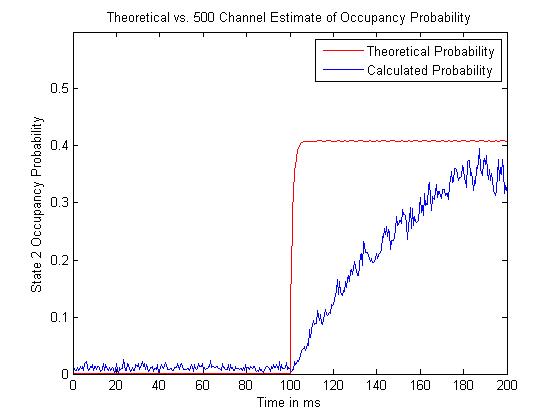 Theoretical vs. 500 Channel Estimate of Occupancy Probability
Theoretical Probability
Calculated Probability
State 2 Occupancy Probability
0.5
0.4
0.3
0.2
0.1
0
0 20 40 60 80 100 120 140 160 180 200
Time in ms